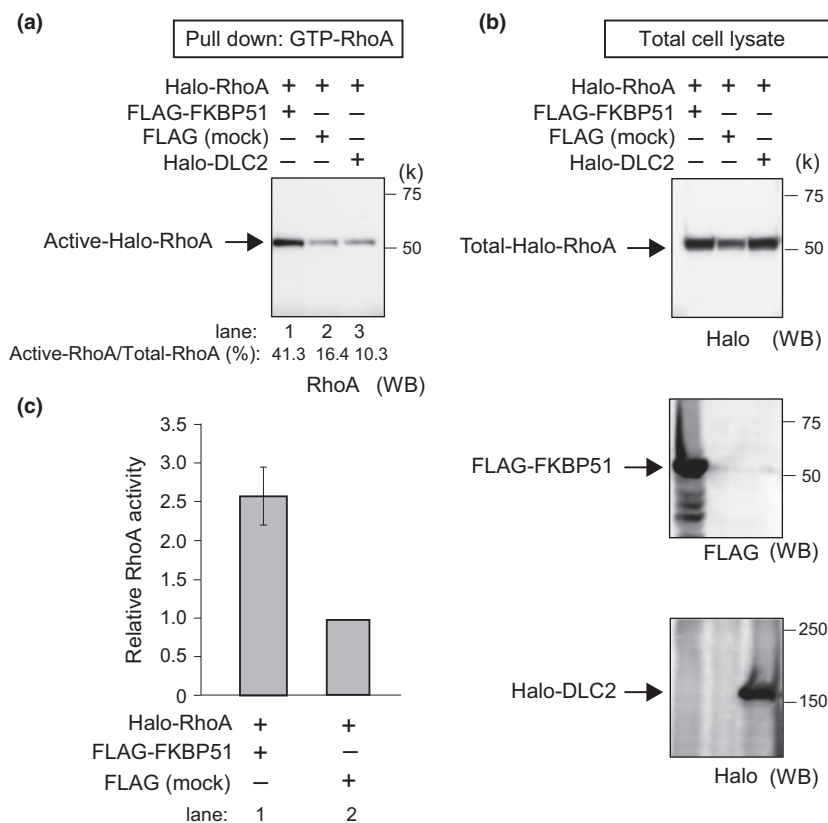 (a)
Pull down: GTP-RhoA
Halo-RhoA + + +
FLAG-FKBP51 + − −
FLAG (mock) − + −
Halo-DLC2 − − +
(k)
75
Active-Halo-RhoA
50
lane: 1 2 3
Active-RhoA/Total-RhoA (%): 41.3 16.4 10.3
RhoA (WB)
(b)
Total cell lysate
Halo-RhoA + + +
FLAG-FKBP51 + − −
FLAG (mock) − + −
Halo-DLC2 − − +
(k)
75
Total-Halo-RhoA
50
Halo (WB)
75
FLAG-FKBP51
50
FLAG (WB)
250
Halo-DLC2
150
Halo (WB)
(c)
Relative RhoA activity
3.5
3.0
2.5
2.0
1.5
1.0
0.5
0
Halo-RhoA + +
FLAG-FKBP51 + −
FLAG (mock) − +
lane: 1 2